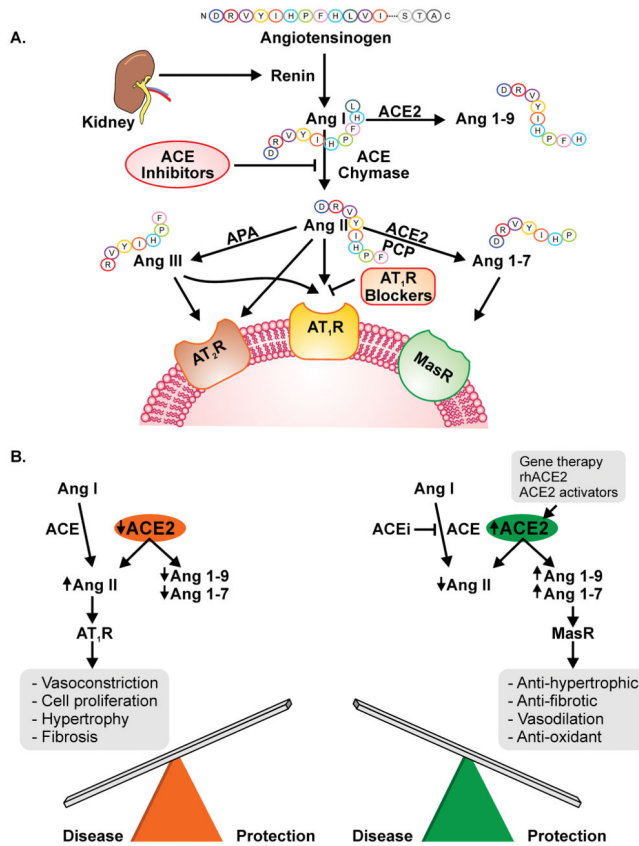 N D R V Y I H P F H L V I ····· S T A C C
A.
Angiotensinogen
Renin
Kidney
Ang I
L
H
F
P
H
I
Y
V
R
D
ACE2
Ang 1-9
D
R
V
Y
I
H
P
F
H
ACE
Inhibitors
ACE
Chymase
D
R
V
Y
I
H
P
F
Ang II
F
P
H
I
Y
V
R
Ang III
APA
ACE2
PCP
D
R
V
Y
I
H
P
Ang 1-7
AT₁R
Blockers
AT₂R
AT₁R
MasR
B.
Ang I
ACE
ACE2
Ang II
Ang 1-9
Ang 1-7
AT₁R
- Vasoconstriction
- Cell proliferation
- Hypertrophy
- Fibrosis
Disease
Protection
Gene therapy
rhACE2
ACE2 activators
Ang I
ACEi
ACE
ACE2
Ang II
Ang 1-9
Ang 1-7
MasR
- Anti-hypertrophic
- Anti-fibrotic
- Vasodilation
- Anti-oxidant
Disease
Protection